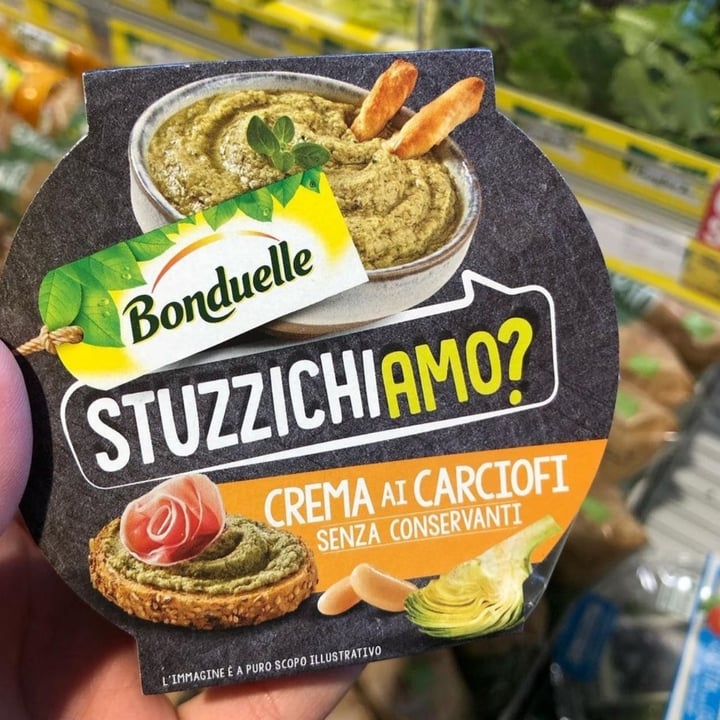 Bonduelle
STUZZICHIAMO?
CREMA AI CARCIOFI
SENZA CONSERVANTI
L'IMMAGINE È A PURO SCOPO ILLUSTRATIVO